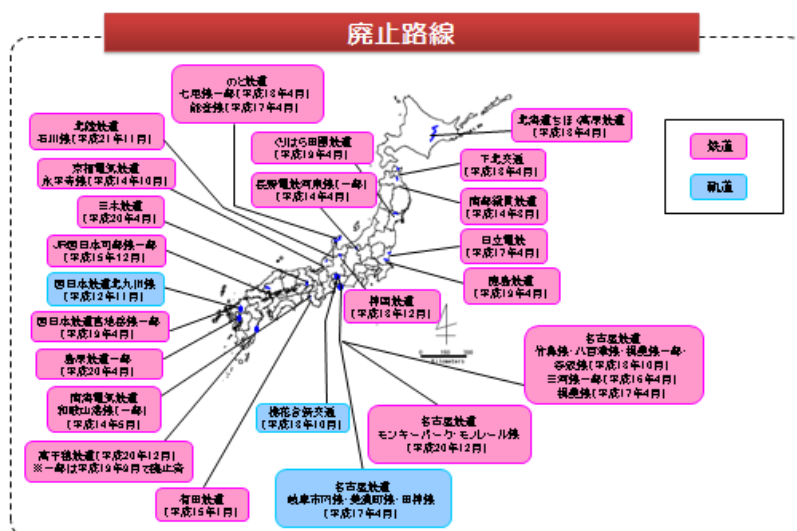 廃止路線
のと鉄道
七尾線一部(平成18年4月)
能登線(平成17年4月)
北陸鉄道
石川線(平成21年11月)
京福電気鉄道
永平寺線(平成14年10月)
三木鉄道
(平成20年4月)
JR西日本可部線一部
(平成15年12月)
西日本鉄道北九州線
(平成12年11月)
西日本鉄道宮地岳線一部
(平成19年4月)
島原鉄道一部
(平成20年4月)
南海電気鉄道
和歌山港線(一部)
(平成14年5月)
高千穂鉄道(平成20年12月)
※一部は平成19年9月で廃止済
有田鉄道
(平成15年1月)
くりはら田園鉄道
(平成19年4月)
長野電鉄河東線(一部)
(平成14年4月)
北海道ちほく高原鉄道
(平成18年4月)
下北交通
(平成18年4月)
南部縦貫鉄道
(平成14年8月)
日立電鉄
(平成17年4月)
鹿島鉄道
(平成19年4月)
神岡鉄道
(平成18年12月)
名古屋鉄道
竹鼻線・八百津線・揖斐線一部・
谷汲線(平成18年10月)
三河線一部(平成16年4月)
揖斐線(平成17年4月)
名古屋鉄道
モンキーパーク・モノレール線
(平成20年12月)
桃花台新交通
(平成18年10月)
名古屋鉄道
岐阜市内線・美濃町線・田神線
(平成17年4月)
鉄道
軌道
Kilometers